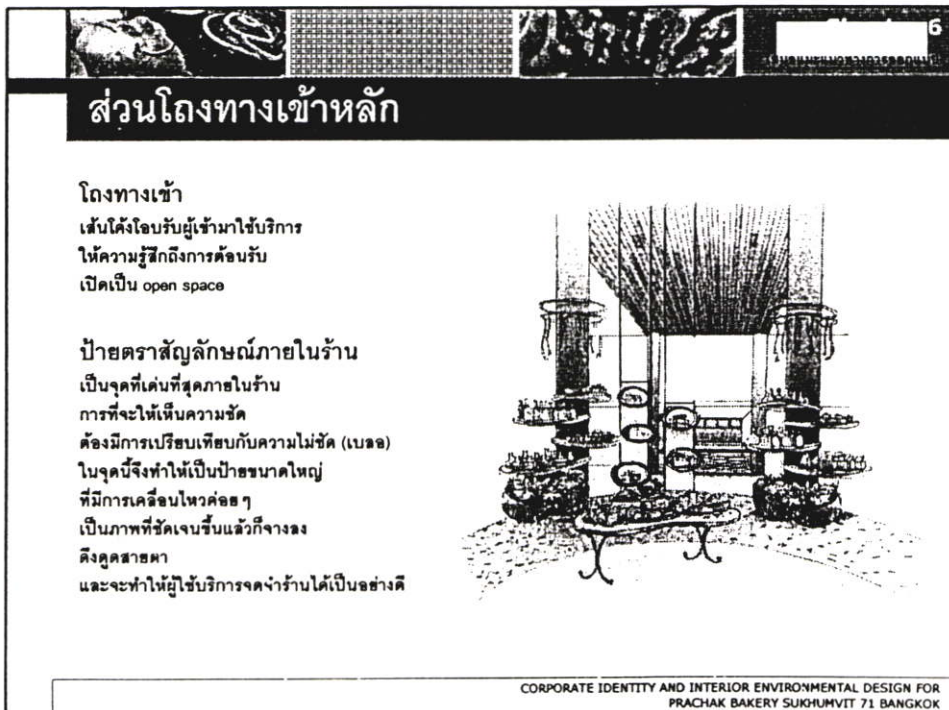 6
ส่วนโถงทางเข้าหลัก
โถงทางเข้า
เส้นโค้งโอบรับผู้เข้ามาใช้บริการ
ให้ความรู้สึกถึงการต้อนรับ
เปิดเป็น open space
ป้ายตราสัญลักษณ์ภายในร้าน
เป็นจุดที่เด่นที่สุดภายในร้าน
การที่จะให้เห็นความชัด
ต้องมีการเปรียบเทียบกับความไม่ชัด (เบลอ)
ในจุดนี้จึงทำให้เป็นป้ายขนาดใหญ่
ที่มีการเคลื่อนไหวค่อย ๆ
เป็นภาพที่ชัดเจนขึ้นแล้วก็จางลง
ดึงดูดสายตา
และจะทำให้ผู้ใช้บริการจดจำร้านได้เป็นอย่างดี
CORPORATE IDENTITY AND INTERIOR ENVIRONMENTAL DESIGN FOR
PRACHAK BAKERY SUKHUMVIT 71 BANGKOK